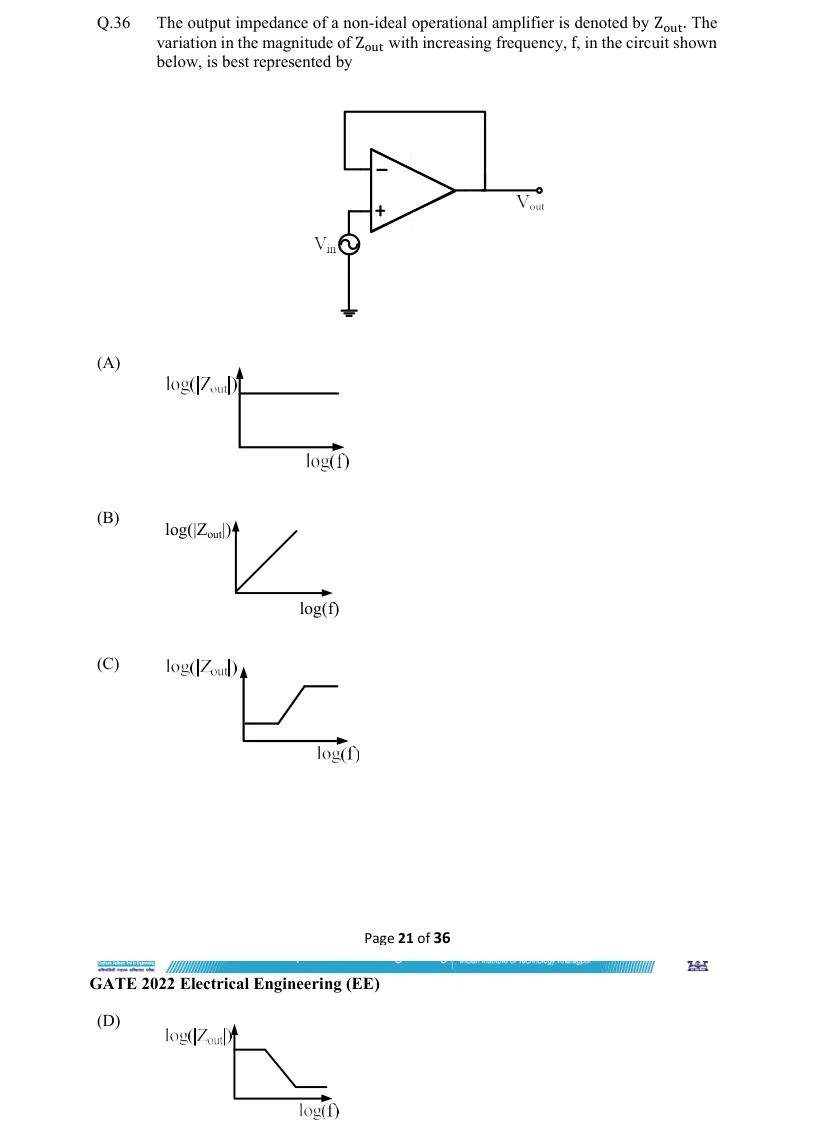 Q.36 The output impedance of a non-ideal operational amplifier is denoted by Zout. The
variation in the magnitude of Zout with increasing frequency, f, in the circuit shown
below, is best represented by
−
+
Vout
Vin
(A)
log(|Zout|)
log(f)
(B)
log(|Zout|)
log(f)
(C)
log(|Zout|)
log(f)
Page 21 of 36
GATE 2022 Electrical Engineering (EE)
(D)
log(|Zout|)
log(f)